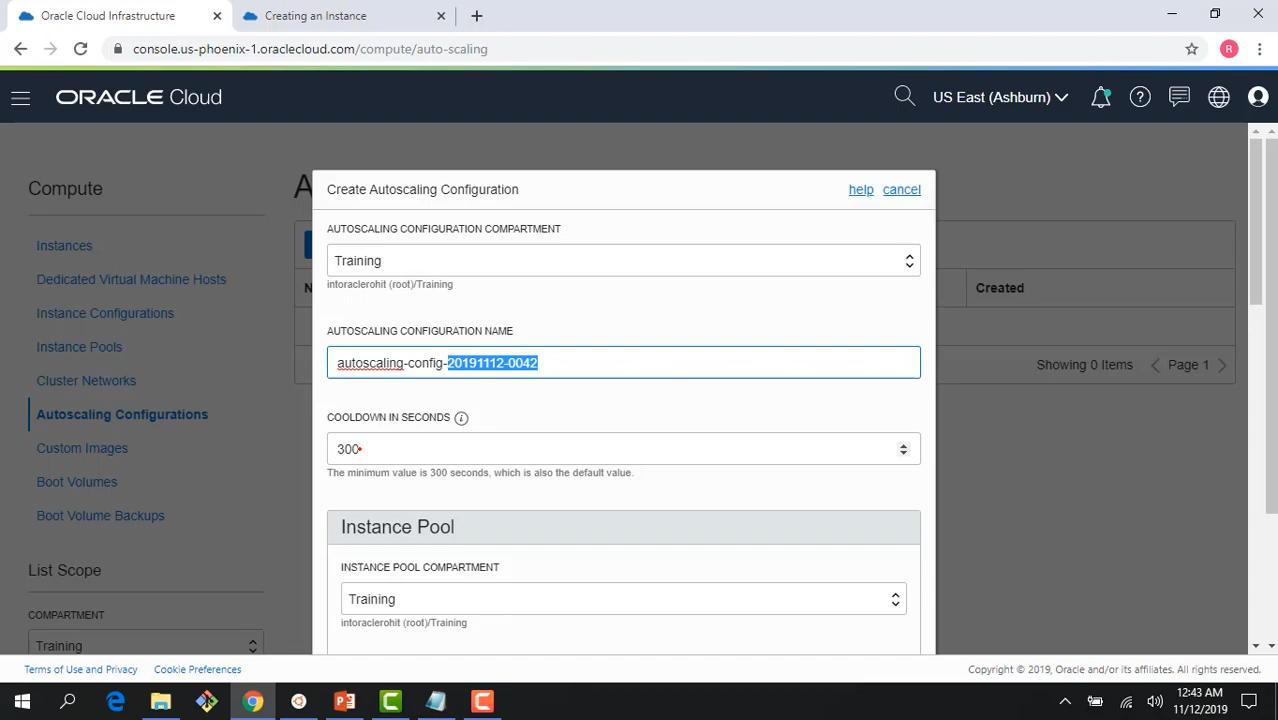 Oracle Cloud Infrastructure
Creating an Instance
console.us-phoenix-1.oraclecloud.com/compute/auto-scaling
R
ORACLE Cloud
US East (Ashburn)
Compute
Instances
Dedicated Virtual Machine Hosts
Instance Configurations
Instance Pools
Cluster Networks
Autoscaling Configurations
Custom Images
Boot Volumes
Boot Volume Backups
List Scope
COMPARTMENT
Training
A
N
Created
Showing 0 Items
Page 1
Create Autoscaling Configuration
help
cancel
AUTOSCALING CONFIGURATION COMPARTMENT
Training
intoraclerohit (root)/Training
AUTOSCALING CONFIGURATION NAME
autoscaling-config-20191112-0042
COOLDOWN IN SECONDS
300
The minimum value is 300 seconds, which is also the default value.
Instance Pool
INSTANCE POOL COMPARTMENT
Training
intoraclerohit (root)/Training
Terms of Use and Privacy
Cookie Preferences
Copyright © 2019, Oracle and/or its affiliates. All rights reserved.
12:43 AM
11/12/2019